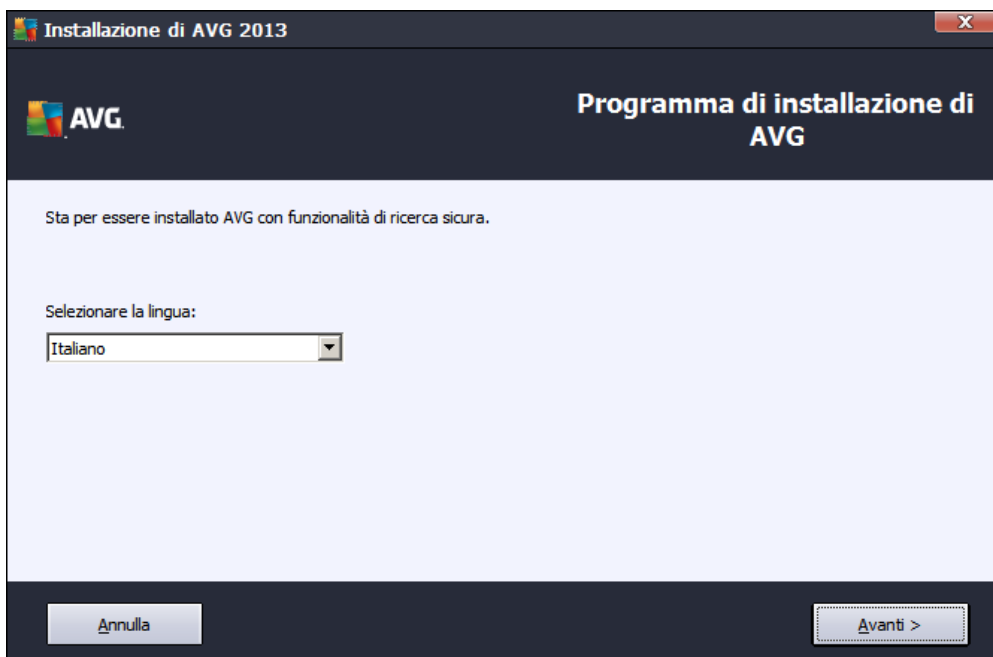 Installazione di AVG 2013
X
AVG.
Programma di installazione di
AVG
Sta per essere installato AVG con funzionalità di ricerca sicura.
Selezionare la lingua:
Italiano
Annulla
Avanti >